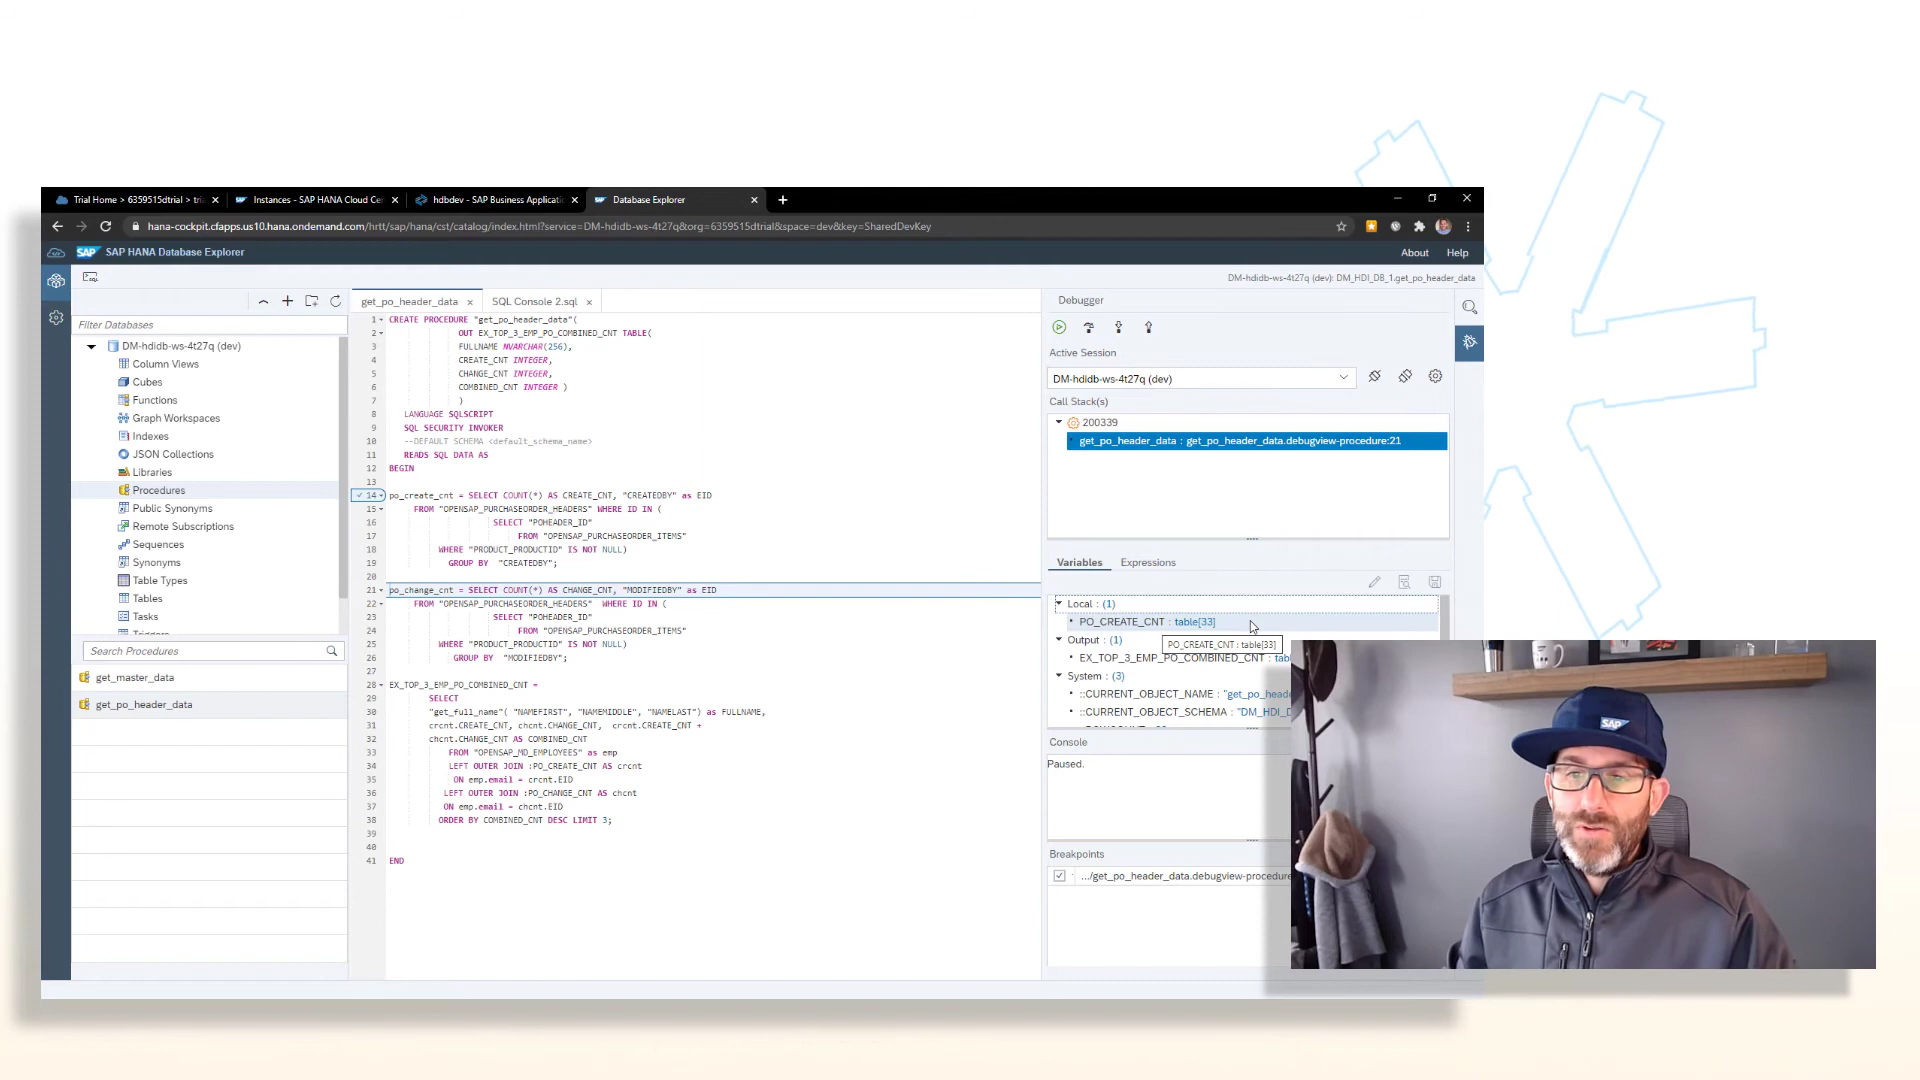 Trial Home > 6359515dtrial > tri
Instances - SAP HANA Cloud Ce
hdbdev - SAP Business Applicati
Database Explorer
hana-cockpit.cfapps.us10.hana.ondemand.com/hrtt/sap/hana/cst/catalog/index.html?service=DM-hdidb-ws-4t27q&org=6359515dtrial&space=dev&key=SharedDevKey
SAP
SAP HANA Database Explorer
About
Help
DM-hdidb-ws-4t27q (dev): DM_HDI_DB_1.get_po_header_data
Filter Databases
DM-hdidb-ws-4t27q (dev)
Column Views
Cubes
Functions
Graph Workspaces
Indexes
JSON Collections
Libraries
Procedures
Public Synonyms
Remote Subscriptions
Sequences
Synonyms
Table Types
Tables
Tasks
Triggers
Search Procedures
get_master_data
get_po_header_data
get_po_header_data
SQL Console 2.sql
1 CREATE PROCEDURE "get_po_header_data"(
2 OUT EX_TOP_3_EMP_PO_COMBINED_CNT TABLE(
3 FULLNAME NVARCHAR(256),
4 CREATE_CNT INTEGER,
5 CHANGE_CNT INTEGER,
6 COMBINED_CNT INTEGER )
7 )
8 LANGUAGE SQLSCRIPT
9 SQL SECURITY INVOKER
10 --DEFAULT SCHEMA <default_schema_name>
11 READS SQL DATA AS
12 BEGIN
13
14 po_create_cnt = SELECT COUNT(*) AS CREATE_CNT, "CREATEDBY" as EID
15 FROM "OPENSAP_PURCHASEORDER_HEADERS" WHERE ID IN (
16 SELECT "POHEADER_ID"
17 FROM "OPENSAP_PURCHASEORDER_ITEMS"
18 WHERE "PRODUCT_PRODUCTID" IS NOT NULL)
19 GROUP BY "CREATEDBY";
20
21 po_change_cnt = SELECT COUNT(*) AS CHANGE_CNT, "MODIFIEDBY" as EID
22 FROM "OPENSAP_PURCHASEORDER_HEADERS" WHERE ID IN (
23 SELECT "POHEADER_ID"
24 FROM "OPENSAP_PURCHASEORDER_ITEMS"
25 WHERE "PRODUCT_PRODUCTID" IS NOT NULL)
26 GROUP BY "MODIFIEDBY";
27
28 EX_TOP_3_EMP_PO_COMBINED_CNT =
29 SELECT
30 "get_full_name"( "NAMEFIRST", "NAMEMIDDLE", "NAMELAST") as FULLNAME,
31 crcnt.CREATE_CNT, chcnt.CHANGE_CNT, crcnt.CREATE_CNT +
32 chcnt.CHANGE_CNT AS COMBINED_CNT
33 FROM "OPENSAP_MD_EMPLOYEES" as emp
34 LEFT OUTER JOIN :PO_CREATE_CNT AS crcnt
35 ON emp.email = crcnt.EID
36 LEFT OUTER JOIN :PO_CHANGE_CNT AS chcnt
37 ON emp.email = chcnt.EID
38 ORDER BY COMBINED_CNT DESC LIMIT 3;
39
40
41 END
Debugger
Active Session
DM-hdidb-ws-4t27q (dev)
Call Stack(s)
200339
get_po_header_data : get_po_header_data.debugview-procedure:21
Variables
Expressions
Local : (1)
PO_CREATE_CNT : table[33]
Output : (1)
PO_CREATE_CNT : table[33]
EX_TOP_3_EMP_PO_COMBINED_CNT : tabl
System : (3)
::CURRENT_OBJECT_NAME : "get_po_heade
::CURRENT_OBJECT_SCHEMA : "DM_HDI_D
Console
Paused.
Breakpoints
.../get_po_header_data.debugview-procedure
SAP